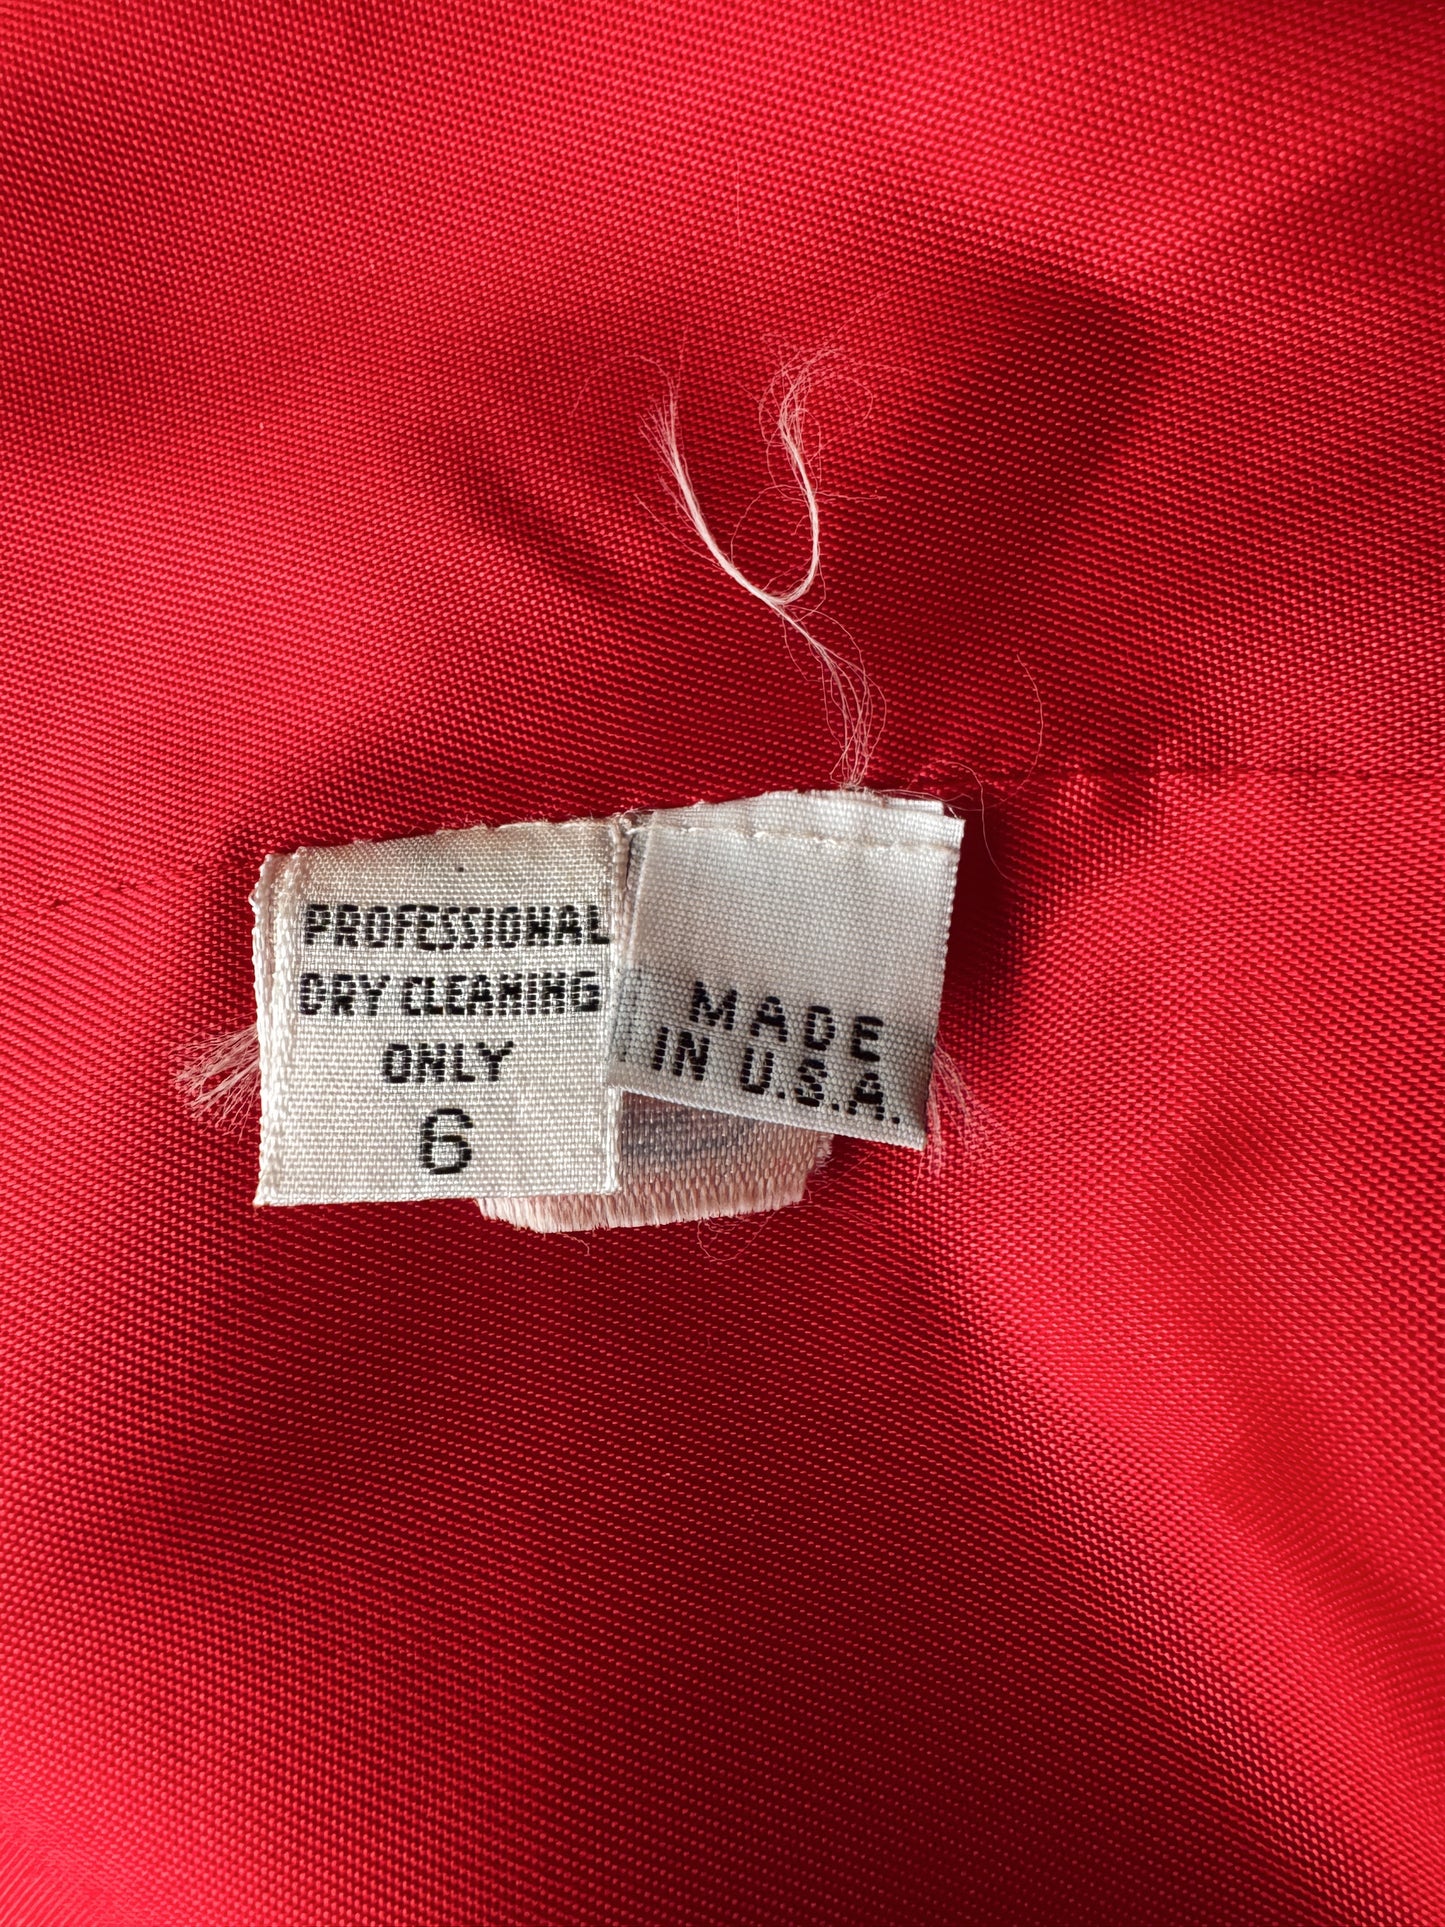 PROFESSIONAL
DRY CLEANING
ONLY
6
MADE
IN U.S.A.